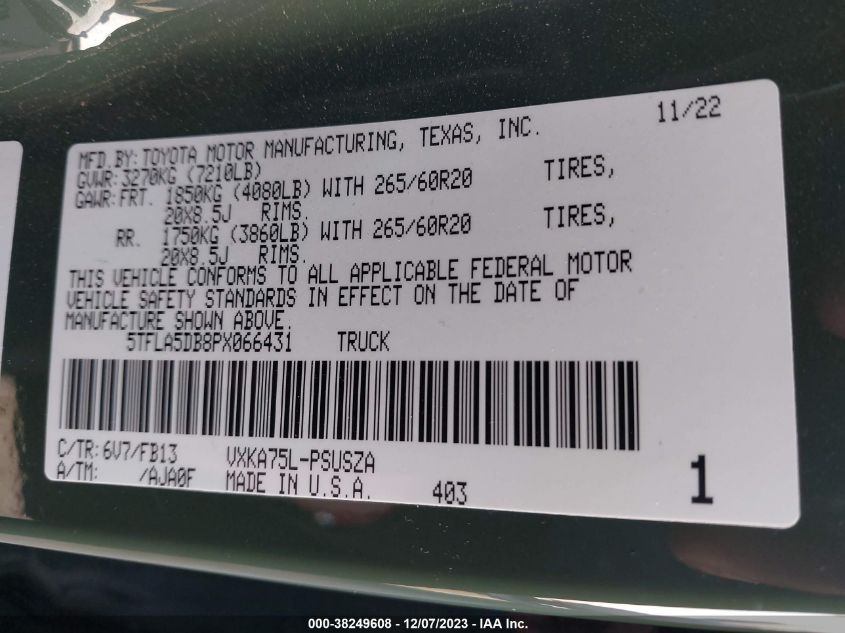 11/22
MFD.BY: TOYOTA MOTOR MANUFACTURING, TEXAS, INC.
GVWR: 3270KG (7210LB)
GAWR: FRT. 1850KG (4080LB) WITH 265/60R20 TIRES,
20X8.5J RIMS.
RR. 1750KG (3860LB) WITH 265/60R20 TIRES,
20X8.5J RIMS.
THIS VEHICLE CONFORMS TO ALL APPLICABLE FEDERAL MOTOR
VEHICLE SAFETY STANDARDS IN EFFECT ON THE DATE OF
MANUFACTURE SHOWN ABOVE.
5TFLA5DB8PX066431 TRUCK
C/TR: 6V7/FB13 VXKA75L-PSUSZA
A/TM: /AJA0F MADE IN U.S.A. 403 1
000-38249608 - 12/07/2023 - IAA Inc.